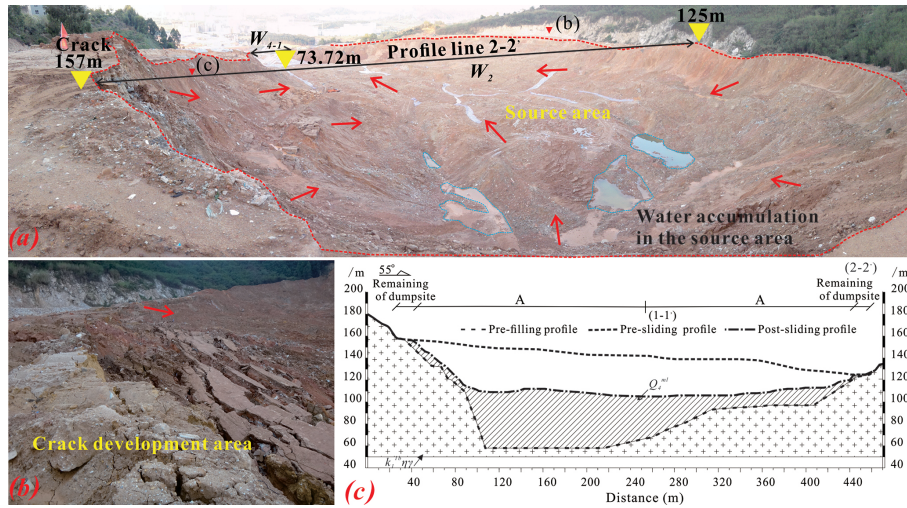 Crack
157m
(c)
W4-1
73.72m
Profile line 2-2'
W2
(b)
125m
Source area
Water accumulation
in the source area
(a)
Crack development area
(b)
/m
55°
Remaining
of dumpsite
A
(1-1')
A
(2-2')
Remaining
of dumpsite
/m
Pre-filling profile
Pre-sliding profile
Post-sliding profile
200
180
160
140
120
100
80
60
40
200
180
160
140
120
100
80
60
40
Q4ml
0
40
80
120
160
200
240
280
320
360
400
440
Distance (m)
(c)